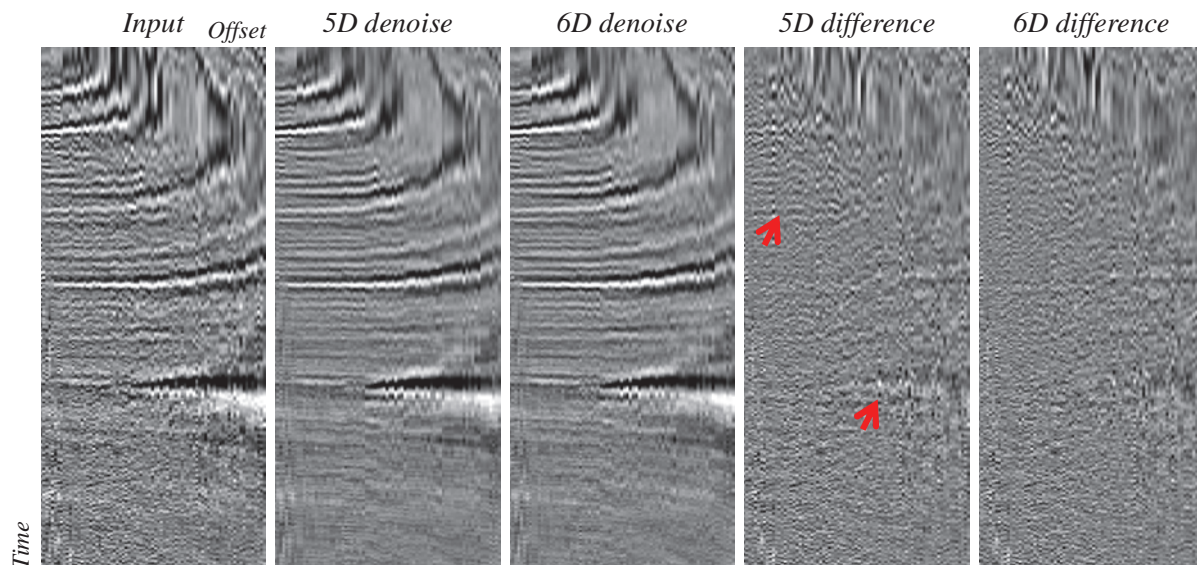 Input
Offset
5D denoise
6D denoise
5D difference
6D difference
Time